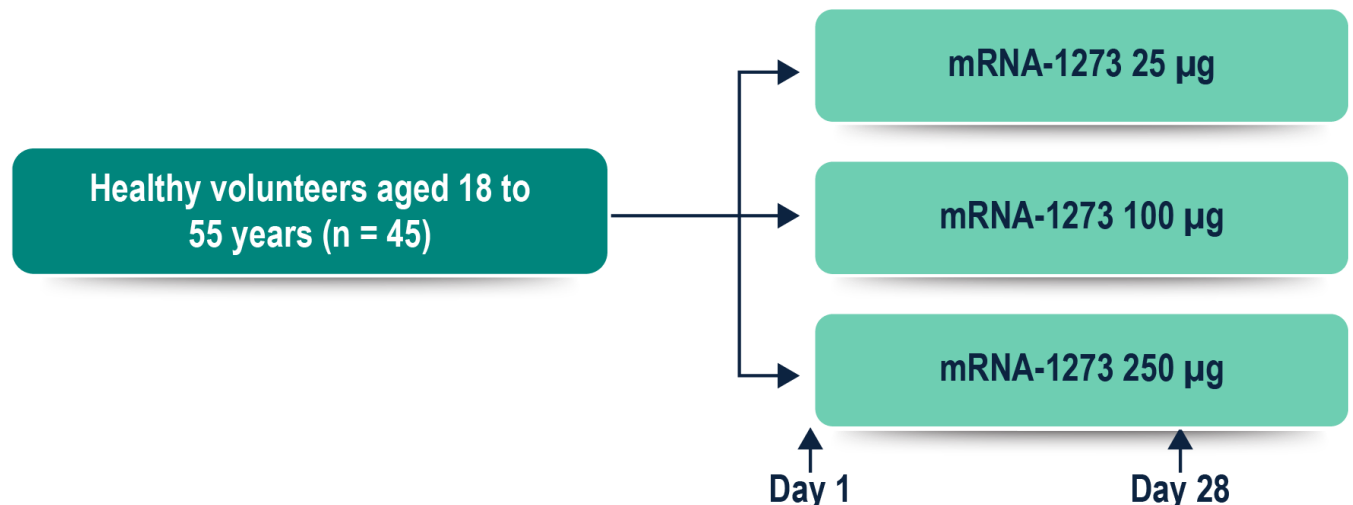 mRNA-1273 25 µg
Healthy volunteers aged 18 to
55 years (n = 45)
mRNA-1273 100 µg
mRNA-1273 250 µg
Day 1
Day 28